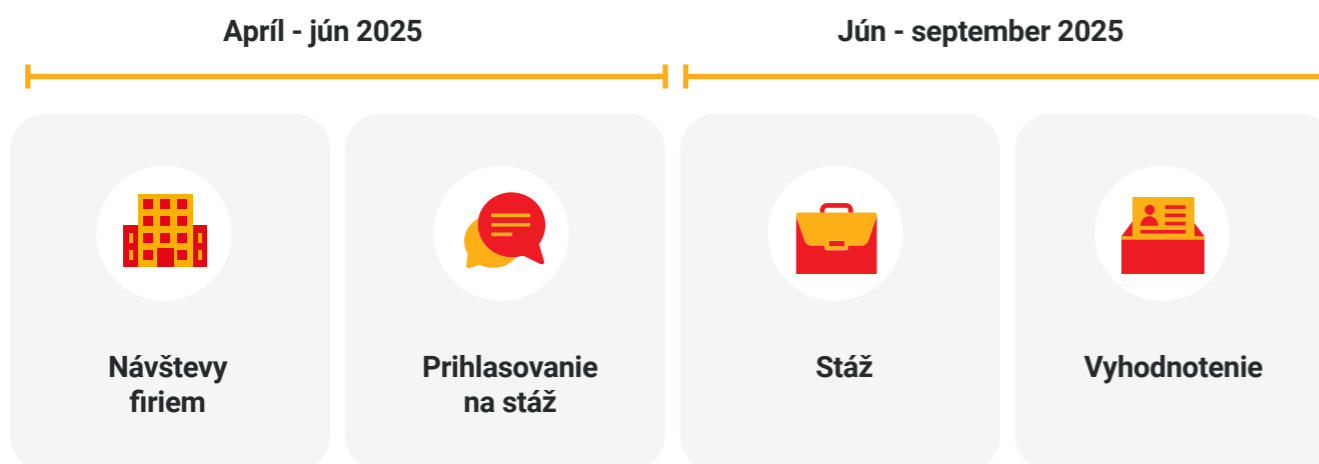 Apríl - jún 2025
Jún - september 2025
Návštevy
firiem
Prihlasovanie
na stáž
Stáž
Vyhodnotenie